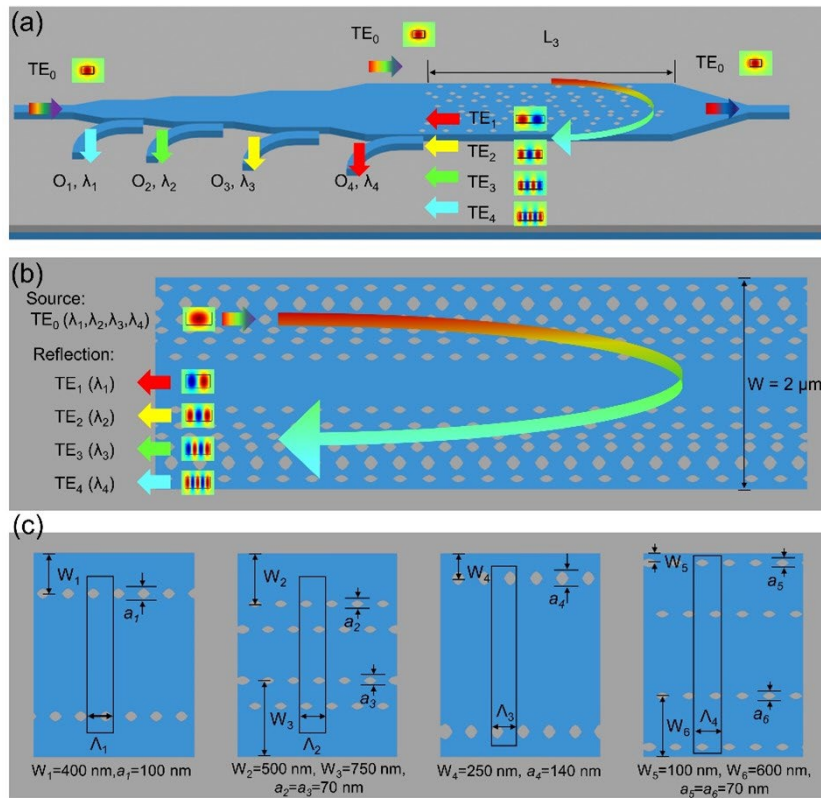 (a)
TE₀
L₃
TE₀
TE₀
TE₁
TE₂
O₁, λ₁
O₂, λ₂
O₃, λ₃
O₄, λ₄
TE₃
TE₄
(b)
Source:
TE₀ (λ₁,λ₂,λ₃,λ₄)
Reflection:
TE₁ (λ₁)
W = 2 μm
TE₂ (λ₂)
TE₃ (λ₃)
TE₄ (λ₄)
(c)
W₁
a₁
Λ₁
W₁=400 nm,a₁=100 nm
W₂
a₂
a₃
W₃
Λ₂
W₂=500 nm, W₃=750 nm,
a₂=a₃=70 nm
W₄
a₄
Λ₃
W₄=250 nm, a₄=140 nm
W₅
a₅
a₆
W₆
Λ₄
W₅=100 nm, W₆=600 nm,
a₅=a₆=70 nm